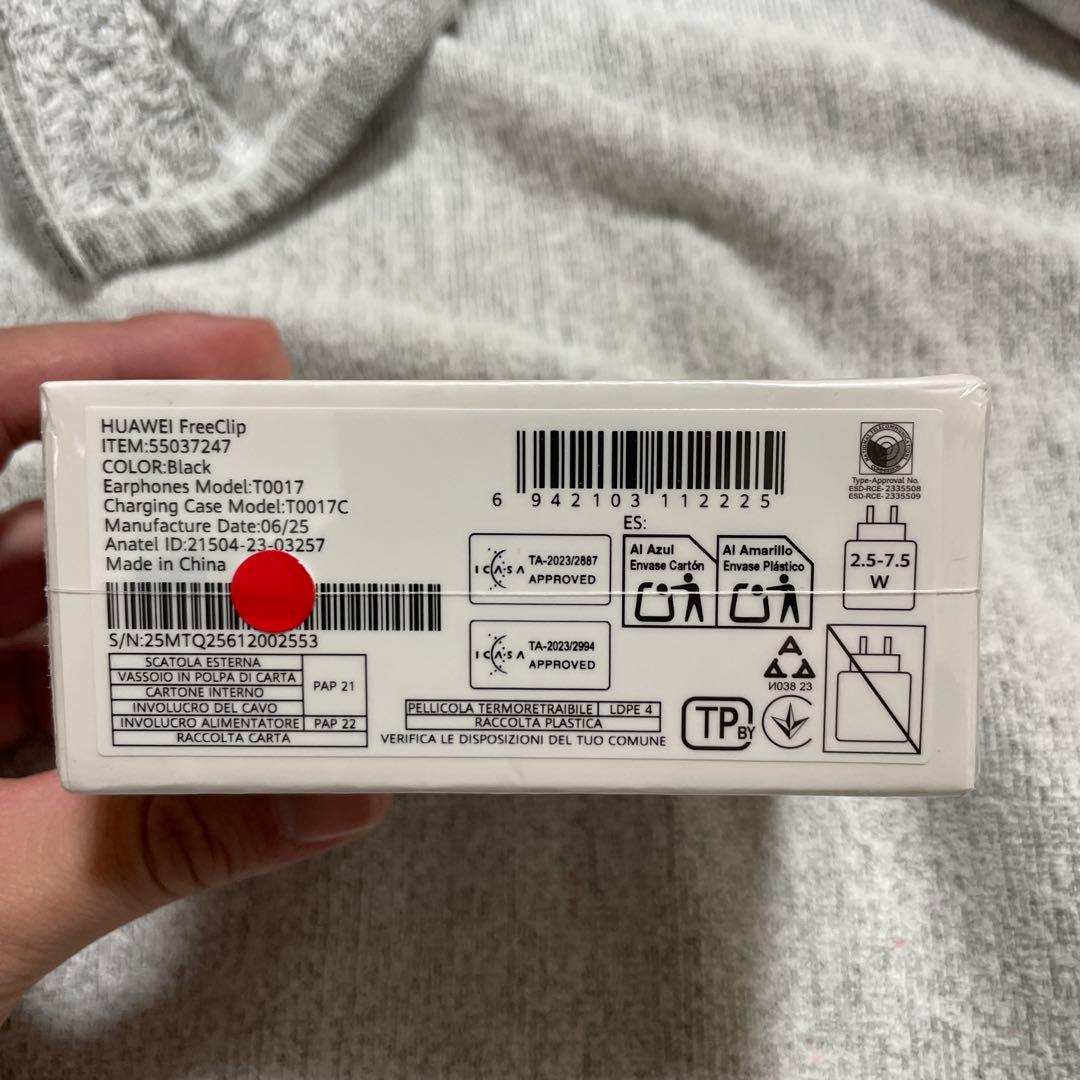 HUAWEI FreeClip
ITEM:55037247
COLOR:Black
Earphones Model:T0017
Charging Case Model:T0017C
Manufacture Date:06/25
Anatel ID:21504-23-03257
Made in China
S/N:25MTQ25612002553
SCATOLA ESTERNA
VASSOIO IN POLPA DI CARTA
CARTONE INTERNO
INVOLUCRO DEL CAVO
PAP 21
INVOLUCRO ALIMENTATORE PAP 22
RACCOLTA CARTA
6 942103 112225
ICASA TA-2023/2887
APPROVED
ICASA TA-2023/2994
APPROVED
ES:
Al Azul
Envase Cartón
Al Amarillo
Envase Plástico
PELLICOLA TERMORETRAIBILE LDPE 4
RACCOLTA PLASTICA
VERIFICA LE DISPOSIZIONI DEL TUO COMUNE
Type-Approval No.
ESD-RCE- 2335508
ESD-RCE- 2335509
2.5-7.5
W
И038 23
TP BY